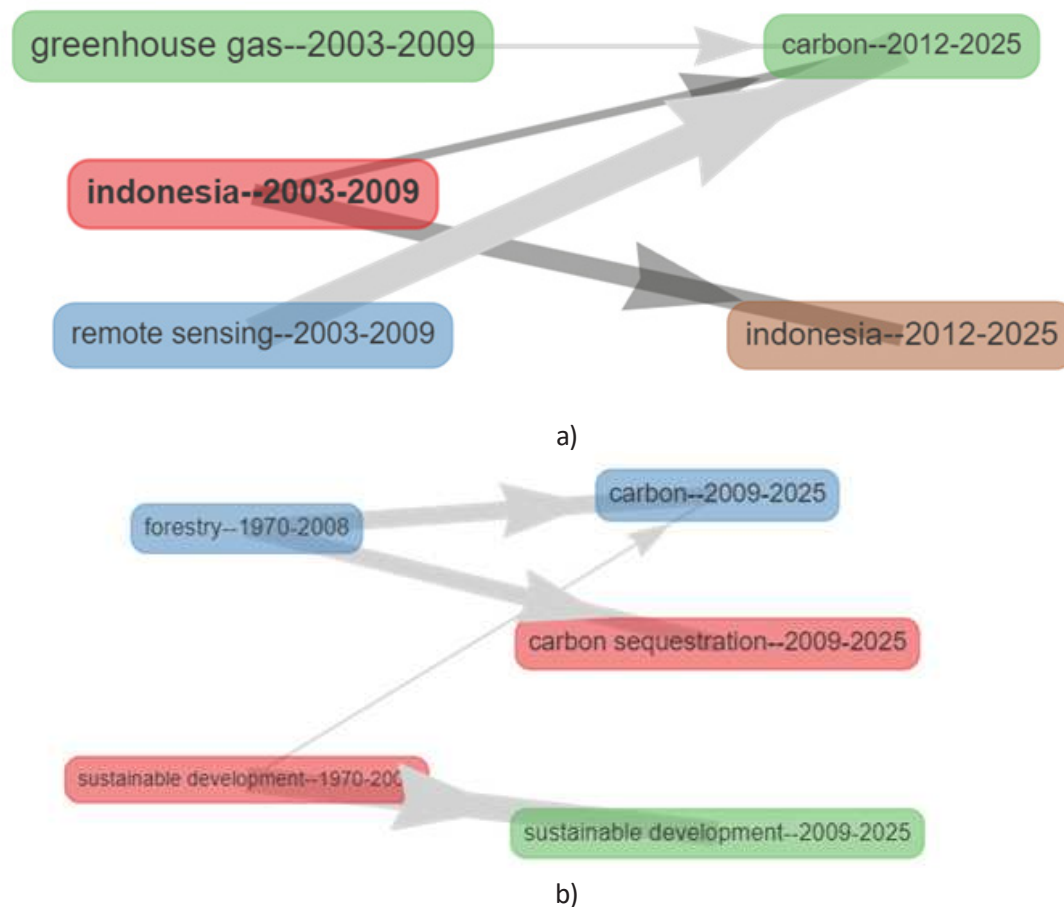 greenhouse gas--2003-2009
carbon--2012-2025
indonesia--2003-2009
remote sensing--2003-2009
indonesia--2012-2025
a)
carbon--2009-2025
forestry--1970-2008
carbon sequestration--2009-2025
sustainable development--1970-200
sustainable development--2009-2025
b)